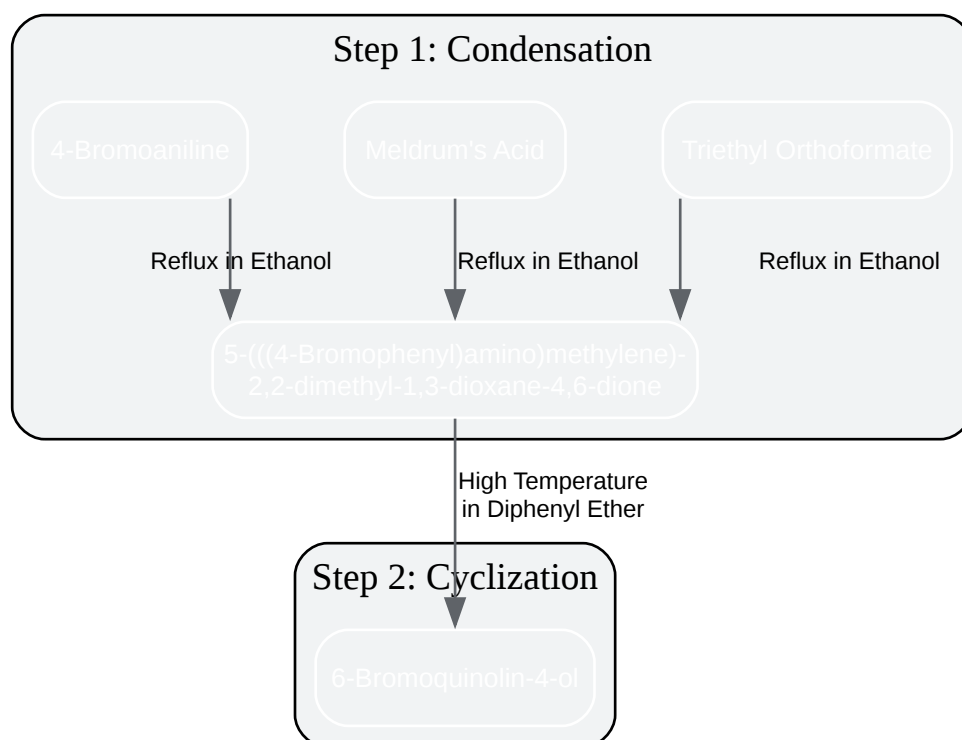 Step 1: Condensation
4-Bromoaniline
Meldrum's Acid
Triethyl Orthoformate
Reflux in Ethanol
Reflux in Ethanol
Reflux in Ethanol
5-(((4-Bromophenyl)amino)methylene)-
2,2-dimethyl-1,3-dioxane-4,6-dione
High Temperature
in Diphenyl Ether
Step 2: Cyclization
6-Bromoquinolin-4-ol